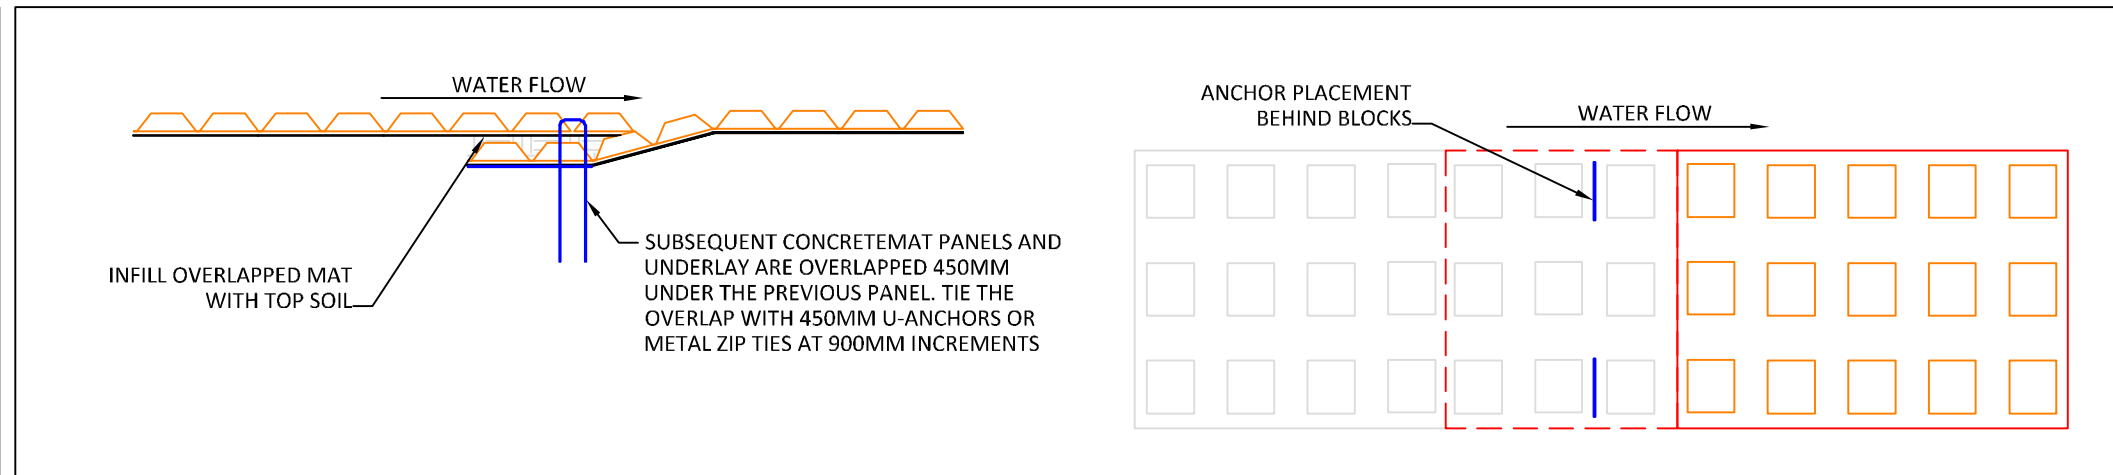 WATER FLOW
INFILL OVERLAPPED MAT
WITH TOP SOIL
SUBSEQUENT CONCRETEMAT PANELS AND
UNDERLAY ARE OVERLAPPED 450MM
UNDER THE PREVIOUS PANEL. TIE THE
OVERLAP WITH 450MM U-ANCHORS OR
METAL ZIP TIES AT 900MM INCREMENTS
ANCHOR PLACEMENT
BEHIND BLOCKS
WATER FLOW